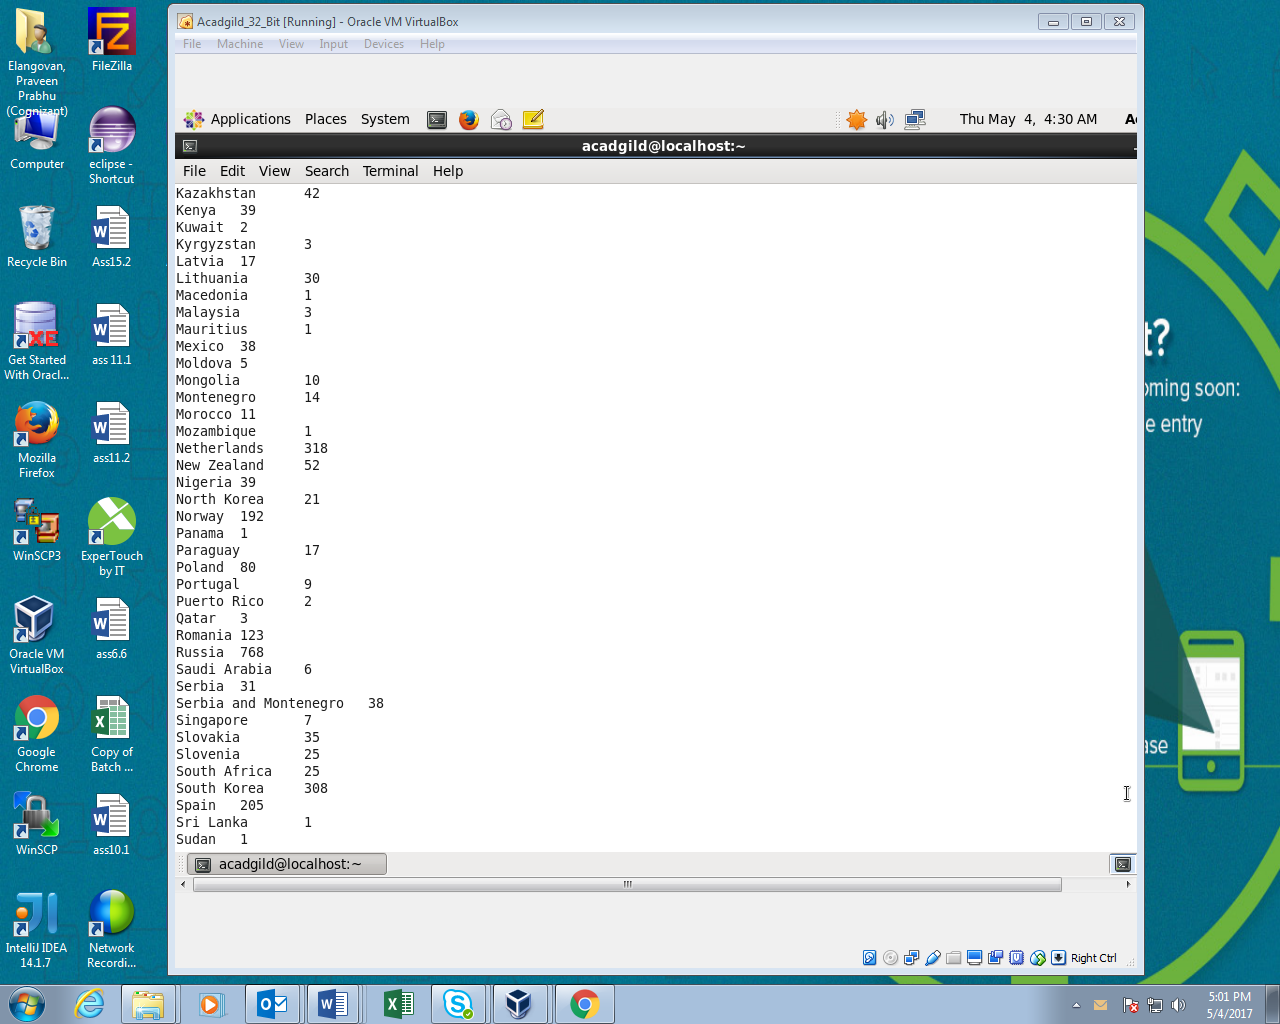 Acadgild_32_Bit [Running] - Oracle VM VirtualBox
File Machine View Input Devices Help
Applications Places System Thu May 4, 4:30 AM
acadgild@localhost:~
File Edit View Search Terminal Help
Kazakhstan 42
Kenya 39
Kuwait 2
Kyrgyzstan 3
Latvia 17
Lithuania 30
Macedonia 1
Malaysia 3
Mauritius 1
Mexico 38
Moldova 5
Mongolia 10
Montenegro 14
Morocco 11
Mozambique 1
Netherlands 318
New Zealand 52
Nigeria 39
North Korea 21
Norway 192
Panama 1
Paraguay 17
Poland 80
Portugal 9
Puerto Rico 2
Qatar 3
Romania 123
Russia 768
Saudi Arabia 6
Serbia 31
Serbia and Montenegro 38
Singapore 7
Slovakia 35
Slovenia 25
South Africa 25
South Korea 308
Spain 205
Sri Lanka 1
Sudan 1
acadgild@localhost:~
Right Ctrl
Elangovan,
Praveen
Prabhu
(Cognizant)
FileZilla
Computer
eclipse -
Shortcut
Recycle Bin
Ass15.2
XE
Get Started
With Oracl...
ass 11.1
Mozilla
Firefox
ass11.2
WinSCP3
ExperTouch
by IT
Oracle VM
VirtualBox
ass6.6
Google
Chrome
Copy of
Batch ...
WinSCP
ass10.1
IntelliJ IDEA
14.1.7
Network
Recordi...
t?
oming soon:
e entry
ase
5:01 PM
5/4/2017